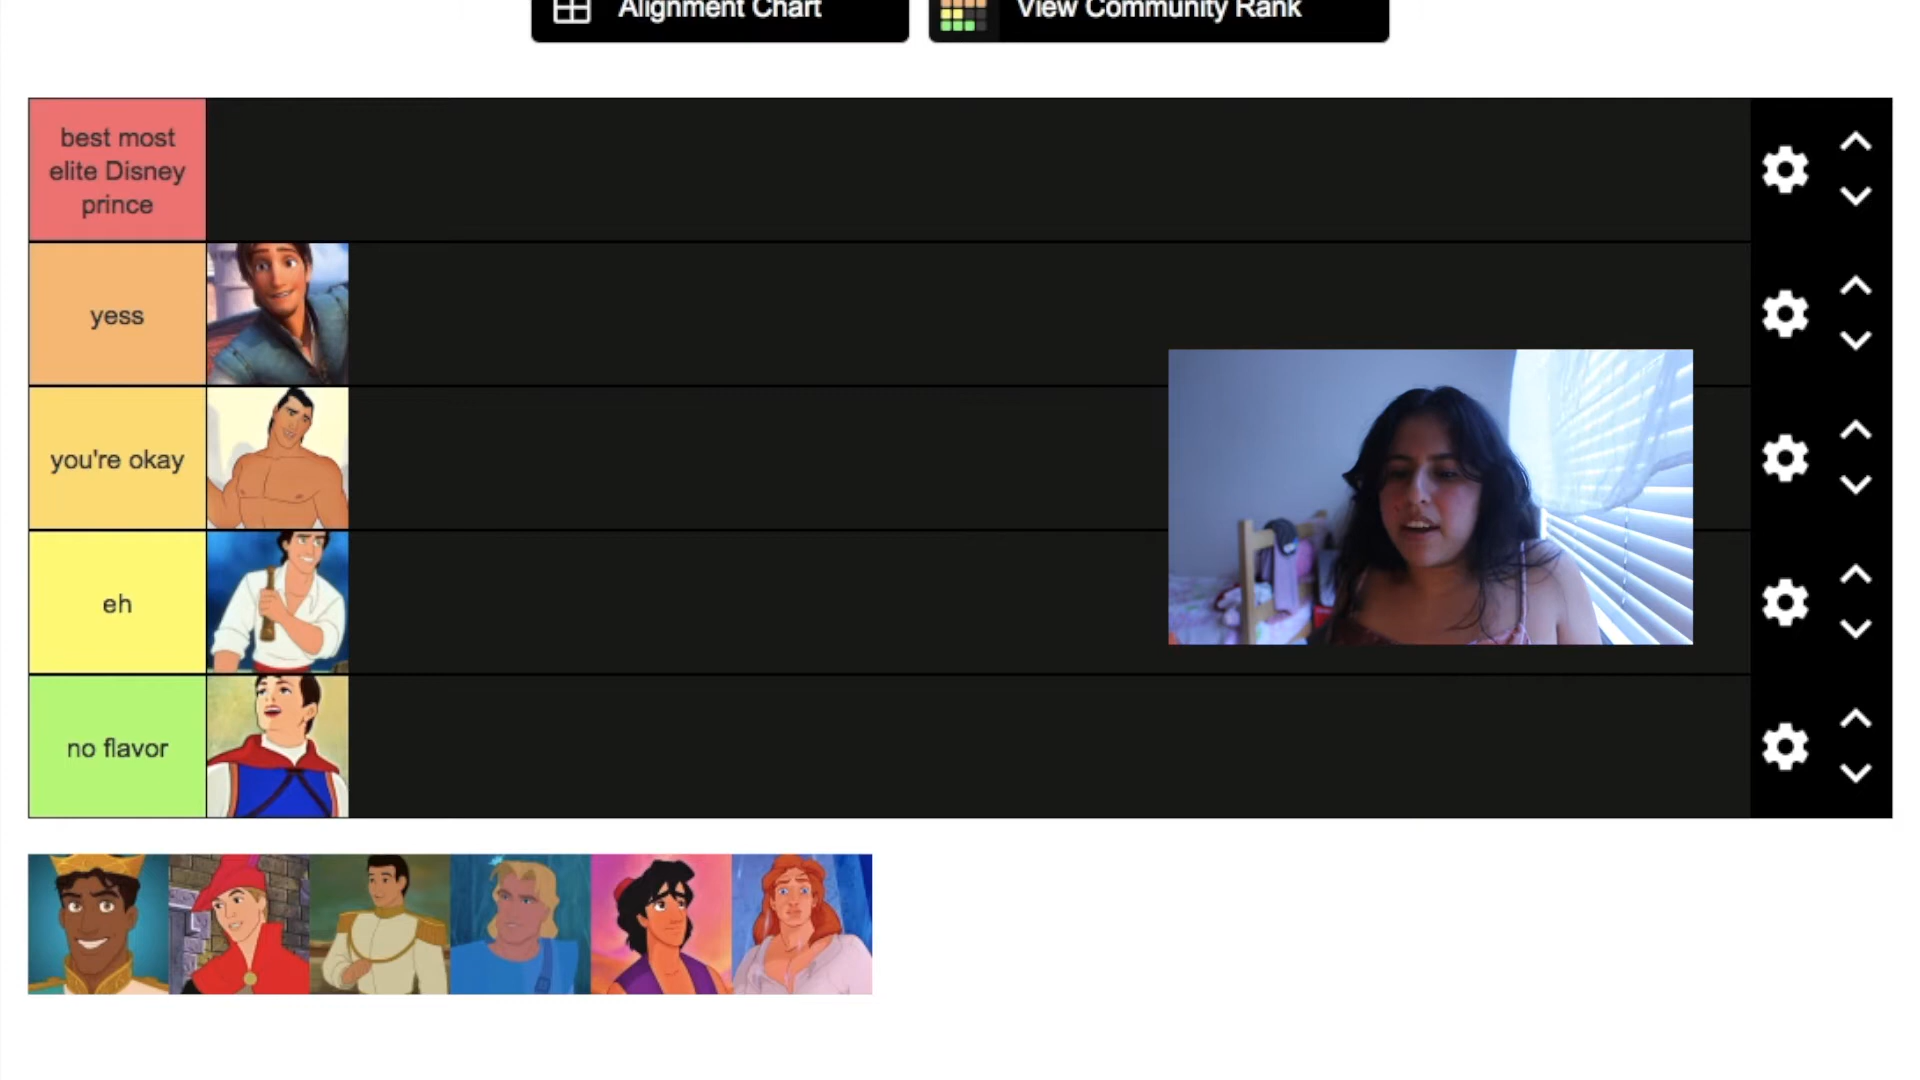 Alignment Chart
View Community Rank
best most
elite Disney
prince
yess
you're okay
eh
no flavor